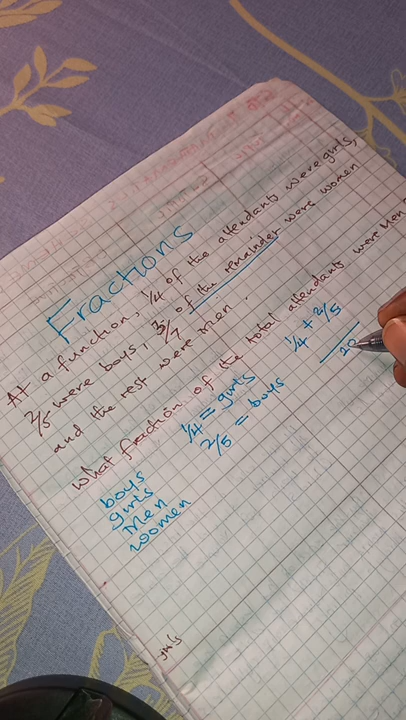 Fractions
At a function, 1/4 of the attendants were girls,
2/5 were boys, 3/7 of the remainder were women
and the rest were men.
What fraction of the total attendants were Men
1/4 = girls
2/5 = boys
1/4 + 2/5
20
boys
girls
Men
women